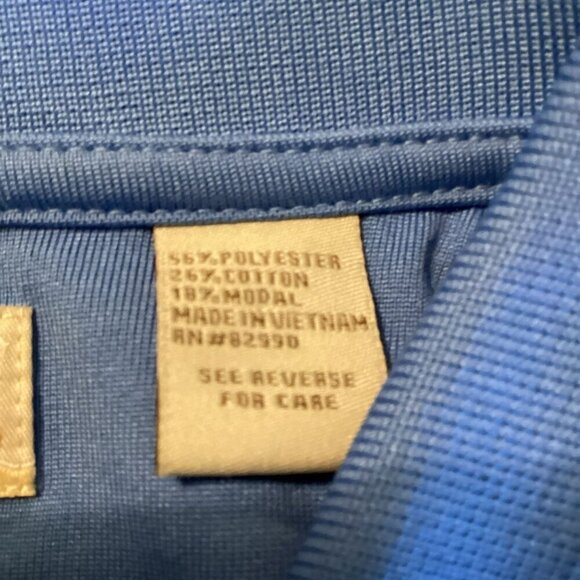 56% POLYESTER
26% COTTON
18% MODAL
MADE IN VIETNAM
RN #82990
SEE REVERSE
FOR CARE